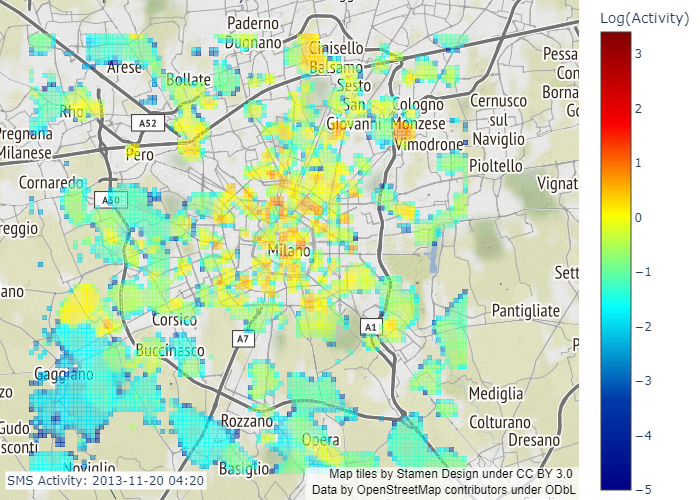 Log(Activity)
Paderno
Dugnano
Cinisello
Balsamo
Arese
Bollate
Sesto
San
Giovanni
Cologno
Monzese
Vimodrone
Cernusco
sul
Naviglio
Pessa
Con
Borna
Go
Rho
A52
Pregnana
Milanese
Pero
Pioltello
Cornaredo
A50
Vignat
reggio
Milano
Sett
ano
Pantigliate
Corsico
A1
A7
Buccinasco
P
Gaggiano
zo
Mediglia
Rozzano
Colturano
Gudo
sconti
Opera
Dresano
Noviglio
Basiglio
SMS Activity: 2013-11-20 04:20
Map tiles by Stamen Design under CC BY 3.0
Data by OpenStreetMap contributors under ODbL
3
2
1
0
−1
−2
−3
−4
−5